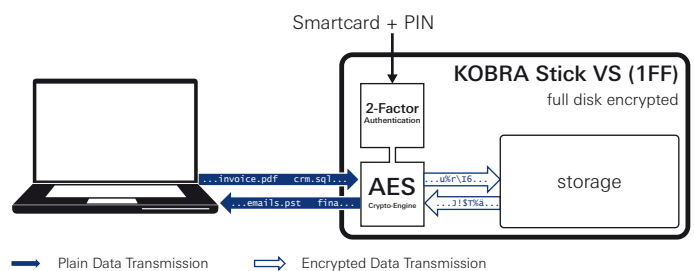 Smartcard + PIN
KOBRA Stick VS (1FF)
full disk encrypted
2-Factor
Authentication
...invoice.pdf crm.sql...
...emails.pst fina...
AES
Crypto-Engine
...u%r\I6...
...J!$T%ä...
storage
Plain Data Transmission
Encrypted Data Transmission